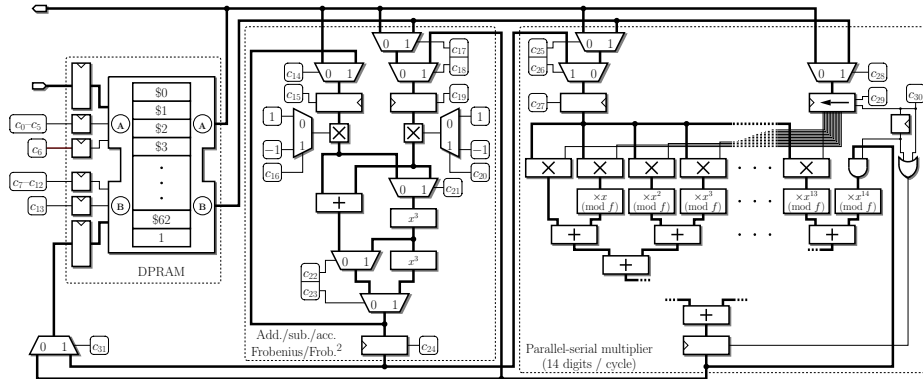 0 1
c17
0 1
c25
c26
1 0
0 1
c28
c29
c30
c14
0 1
0 1
c18
c15
c19
c27
$0
$1
$2
$3
$62
1
A
A
B
B
c0–c5
c6
c7–c12
c13
DPRAM
1
−1
c16
0
1
×
×
0
1
1
−1
c20
+
0 1
c21
x³
x³
c22
0 1
c23
0 1
Add./sub./acc.
Frobenius/Frob.²
c24
0 1
c31
× × × × · · · ×
×x (mod f)
×x² (mod f)
×x³ (mod f)
· · ·
×x¹³ (mod f)
×x¹⁴ (mod f)
+ + · · · +
+
+
Parallel-serial multiplier
(14 digits / cycle)